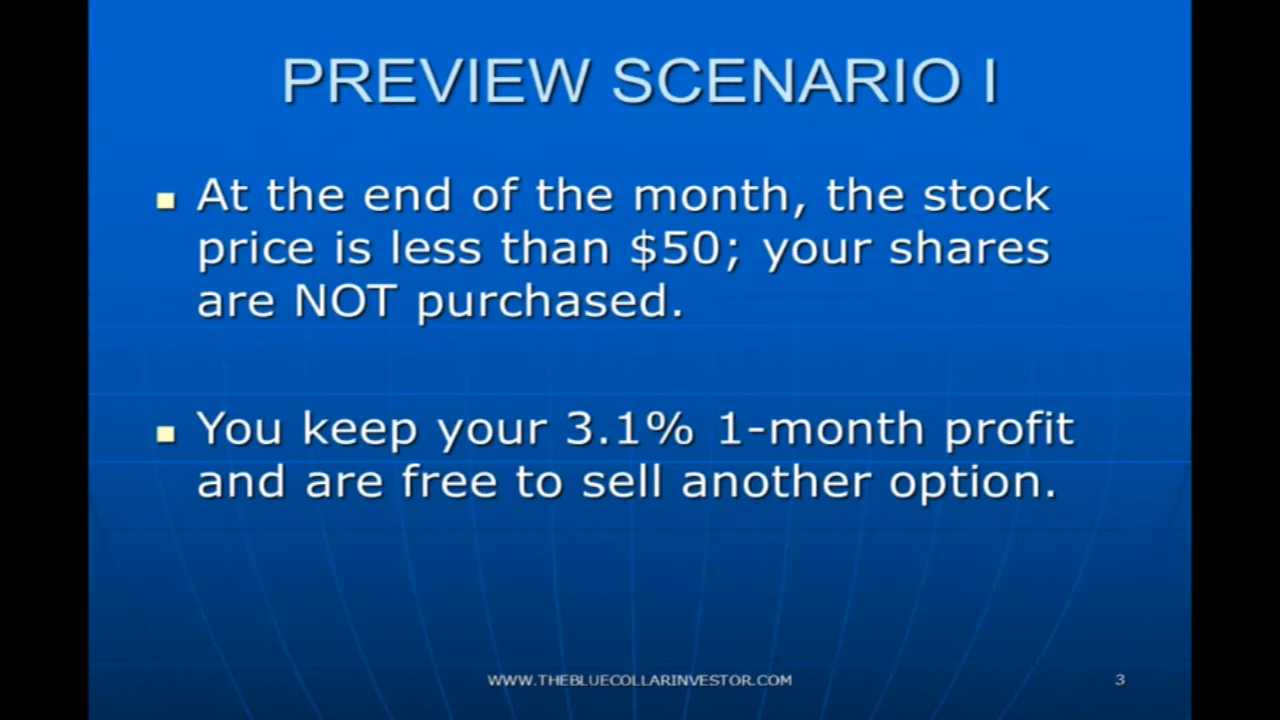 PREVIEW SCENARIO I
At the end of the month, the stock
price is less than $50; your shares
are NOT purchased.
You keep your 3.1% 1-month profit
and are free to sell another option.
WWW.THEBLUECOLLARINVESTOR.COM
3